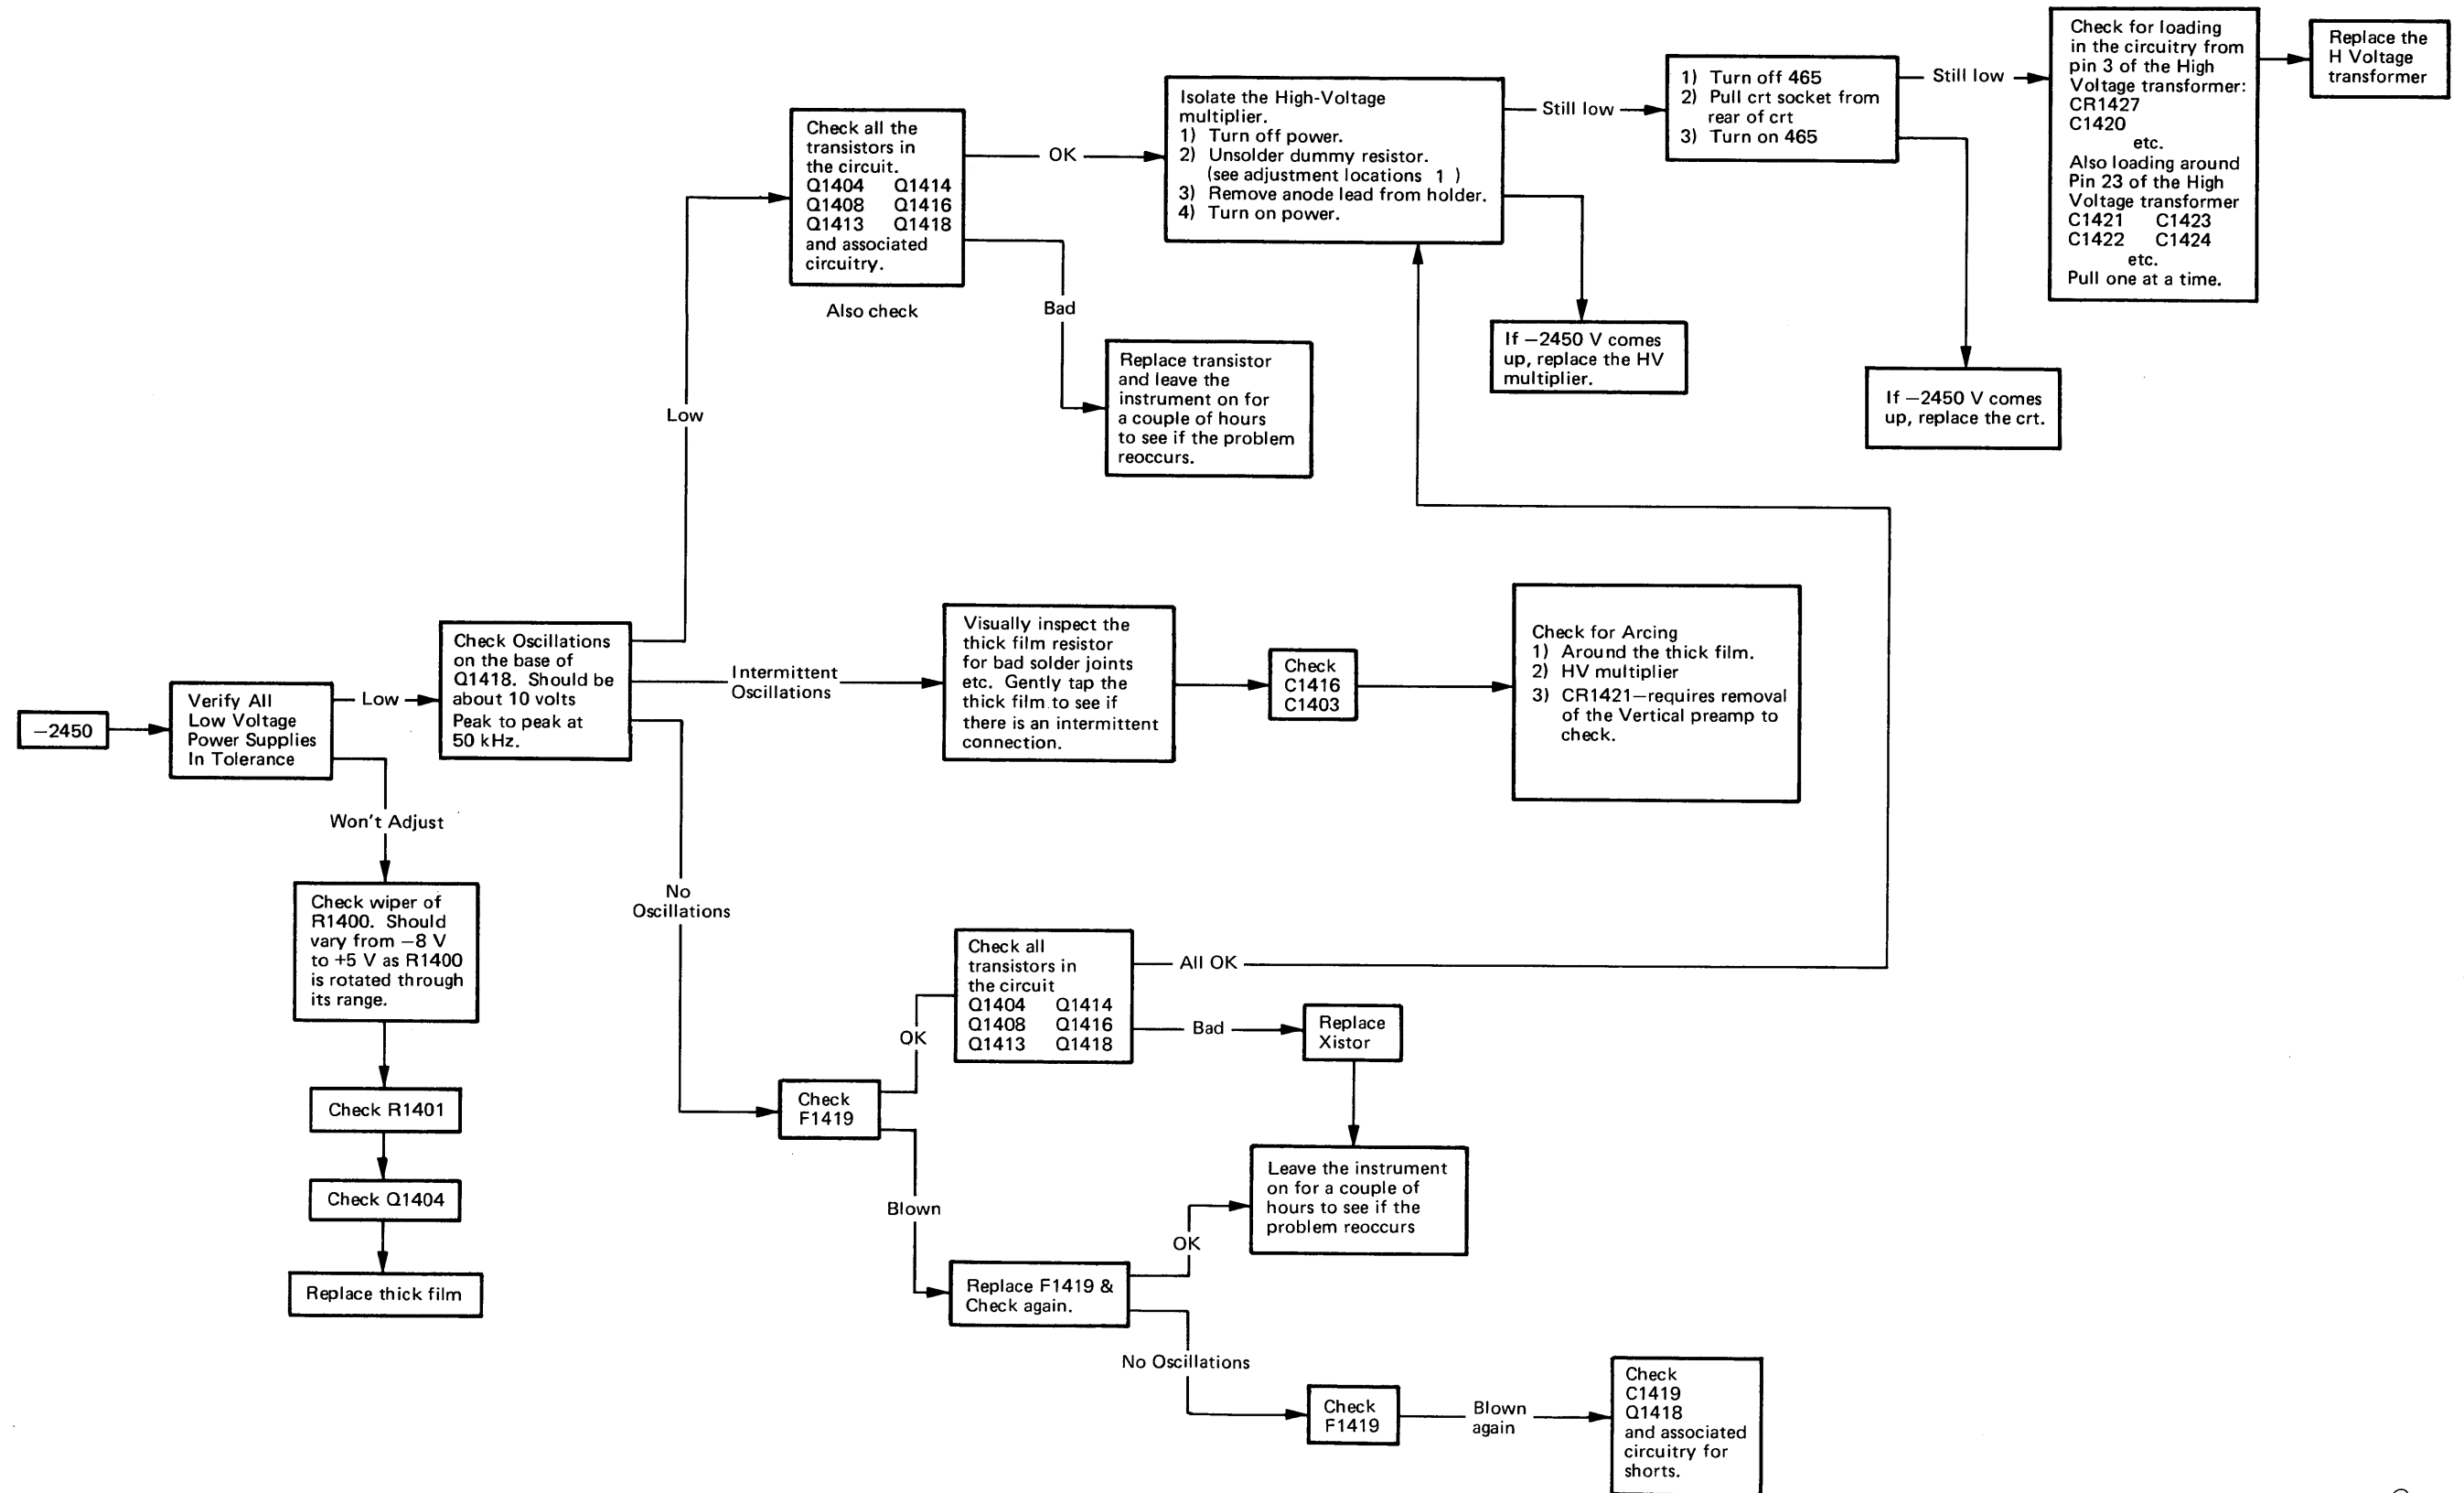 −2450
Verify All
Low Voltage
Power Supplies
In Tolerance
Low
Won't Adjust
Check wiper of
R1400. Should
vary from −8 V
to +5 V as R1400
is rotated through
its range.
Check R1401
Check Q1404
Replace thick film
Check Oscillations
on the base of
Q1418. Should be
about 10 volts
Peak to peak at
50 kHz.
Low
Check all the
transistors in
the circuit.
Q1404 Q1414
Q1408 Q1416
Q1413 Q1418
and associated
circuitry.
Also check
OK
Bad
Replace transistor
and leave the
instrument on for
a couple of hours
to see if the problem
reoccurs.
Isolate the High-Voltage
multiplier.
1) Turn off power.
2) Unsolder dummy resistor.
(see adjustment locations 1 )
3) Remove anode lead from holder.
4) Turn on power.
Still low
If −2450 V comes
up, replace the HV
multiplier.
1) Turn off 465
2) Pull crt socket from
rear of crt
3) Turn on 465
Still low
If −2450 V comes
up, replace the crt.
Check for loading
in the circuitry from
pin 3 of the High
Voltage transformer:
CR1427
C1420
etc.
Also loading around
Pin 23 of the High
Voltage transformer
C1421 C1423
C1422 C1424
etc.
Pull one at a time.
Replace the
H Voltage
transformer
Intermittent
Oscillations
Visually inspect the
thick film resistor
for bad solder joints
etc. Gently tap the
thick film to see if
there is an intermittent
connection.
Check
C1416
C1403
Check for Arcing
1) Around the thick film.
2) HV multiplier
3) CR1421—requires removal
of the Vertical preamp to
check.
No
Oscillations
Check
F1419
OK
Check all
transistors in
the circuit
Q1404 Q1414
Q1408 Q1416
Q1413 Q1418
All OK
Bad
Replace
Xistor
Leave the instrument
on for a couple of
hours to see if the
problem reoccurs
Blown
Replace F1419 &
Check again.
OK
No Oscillations
Check
F1419
Blown
again
Check
C1419
Q1418
and associated
circuitry for
shorts.